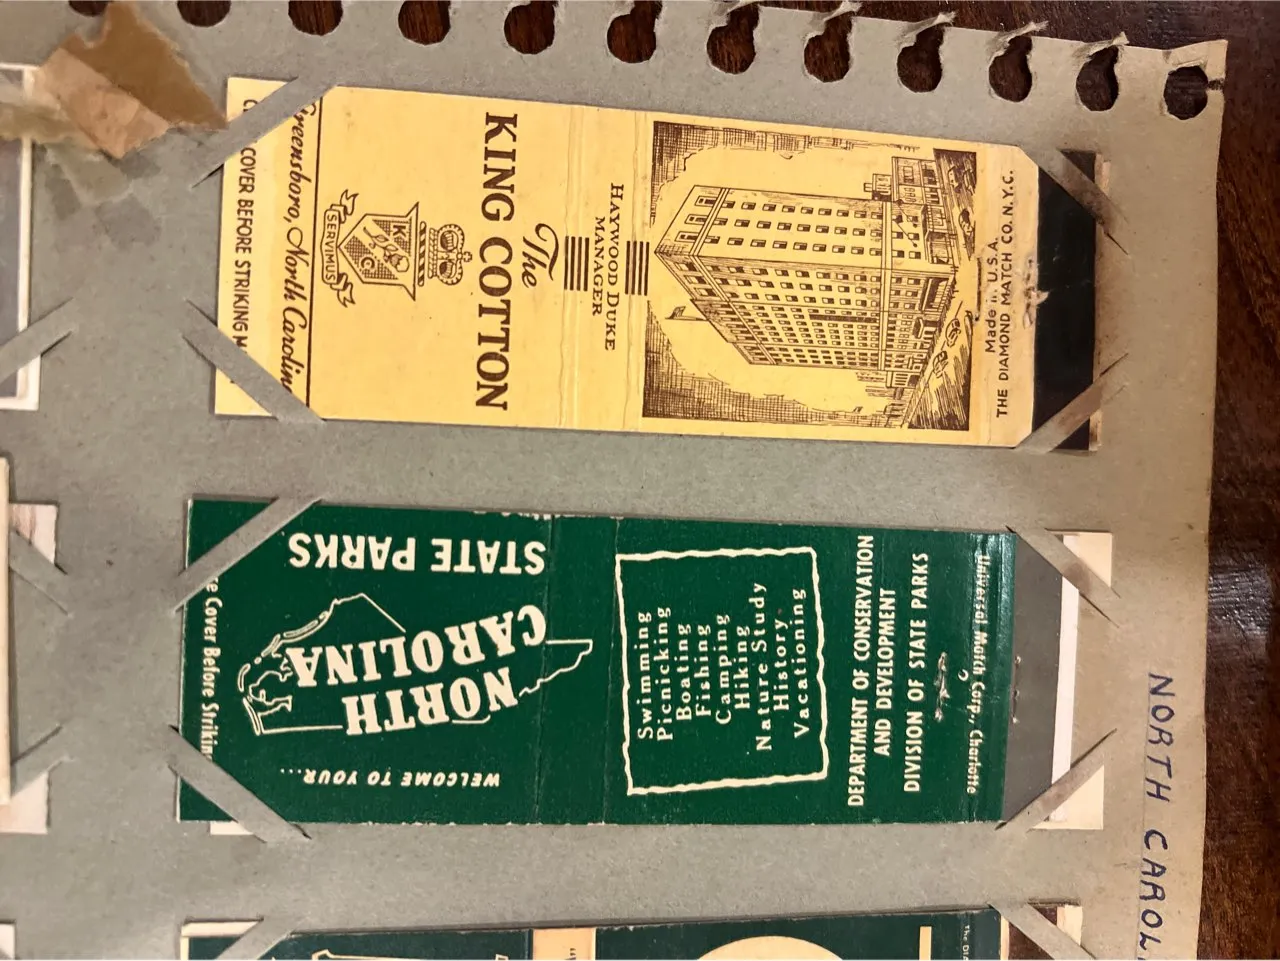 NORTH CAROL
Made in U.S.A.
THE DIAMOND MATCH CO. N.Y.C.
HAYWOOD DUKE
MANAGER
The
KING COTTON
K
C
SERVIMUS
Greensboro, North Carolin
COVER BEFORE STRIKING M
Universal Match Corp., Charlotte
DEPARTMENT OF CONSERVATION
AND DEVELOPMENT
DIVISION OF STATE PARKS
Swimming
Picnicking
Boating
Fishing
Camping
Hiking
Nature Study
History
Vacationing
WELCOME TO YOUR...
NORTH
CAROLINA
STATE PARKS
re Cover Before Strikin